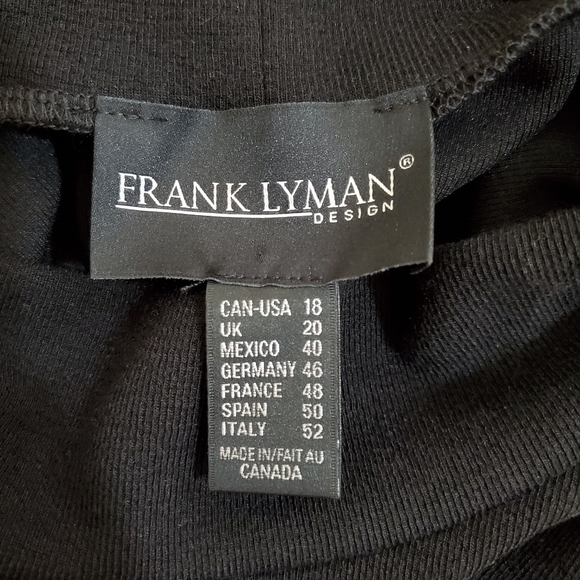 FRANK LYMAN®
DESIGN
CAN-USA 18
UK 20
MEXICO 40
GERMANY 46
FRANCE 48
SPAIN 50
ITALY 52
MADE IN/FAIT AU
CANADA